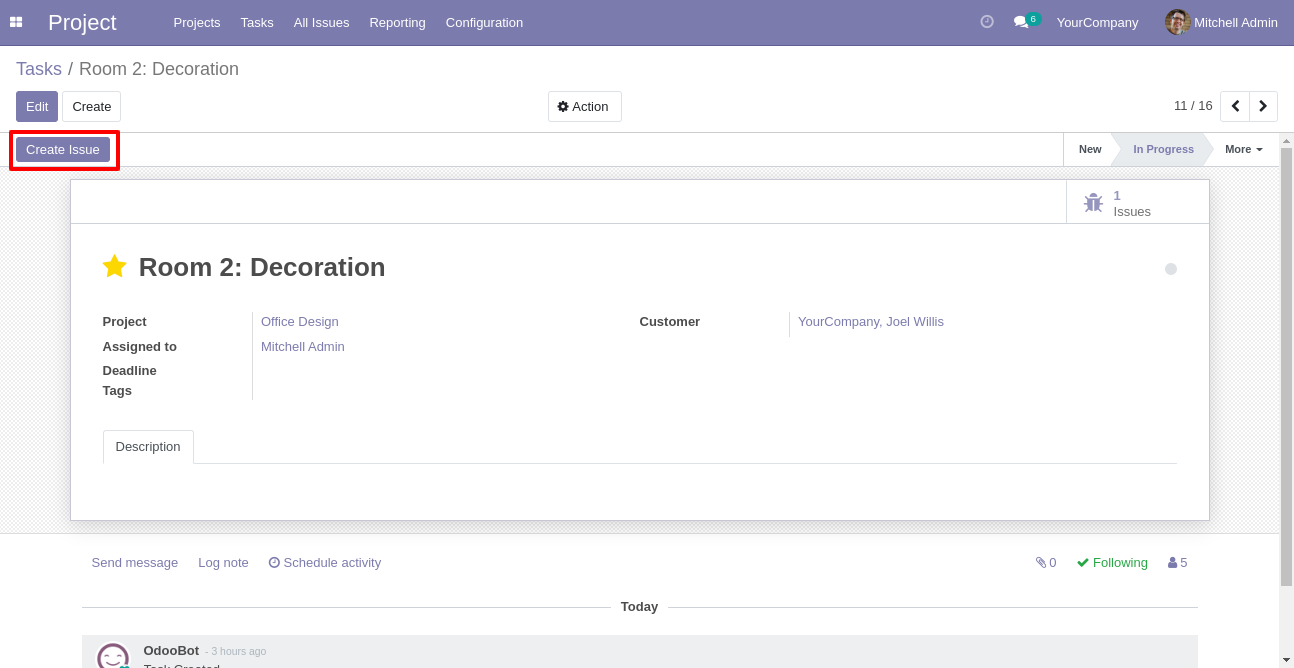 Project Projects Tasks All Issues Reporting Configuration 6 YourCompany Mitchell Admin
Tasks / Room 2: Decoration
Edit Create Action 11 / 16
Create Issue New In Progress More
1
Issues
Room 2: Decoration
Project Office Design Customer YourCompany, Joel Willis
Assigned to Mitchell Admin
Deadline
Tags
Description
Send message Log note Schedule activity 0 Following 5
Today
OdooBot - 3 hours ago
Task Created